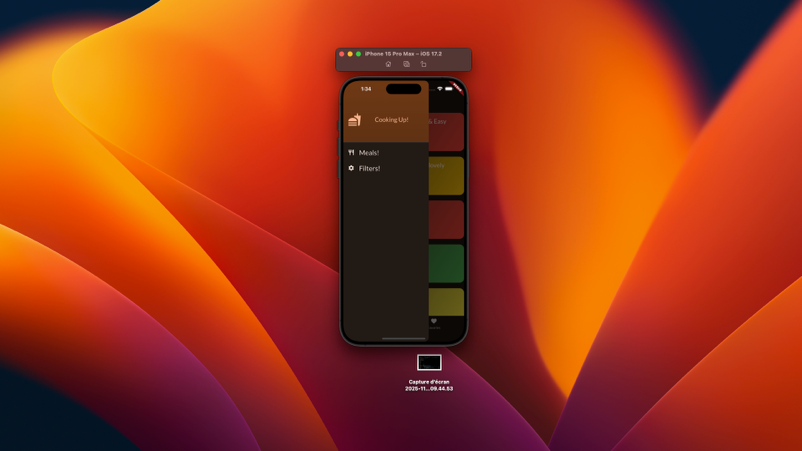 iPhone 15 Pro Max – iOS 17.2
1:34
Cooking Up!
& Easy
Meals!
Filters!
Capture d'écran
2025-11...09.44.53